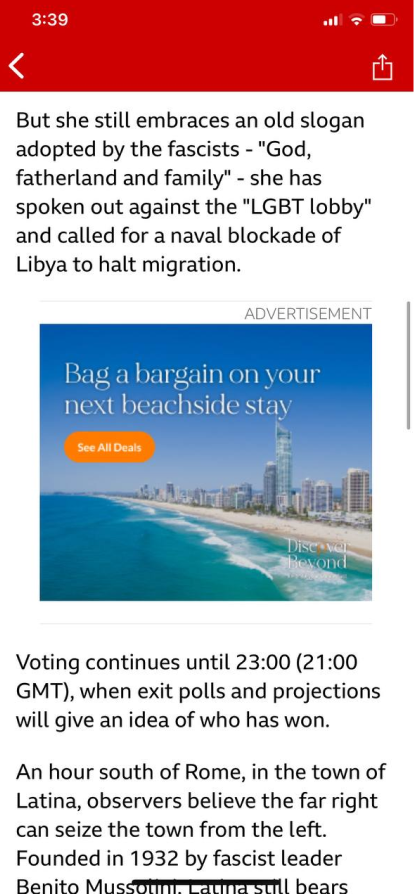 3:39
But she still embraces an old slogan
adopted by the fascists - "God,
fatherland and family" - she has
spoken out against the "LGBT lobby"
and called for a naval blockade of
Libya to halt migration.
ADVERTISEMENT
Bag a bargain on your
next beachside stay
See All Deals
Discover
Beyond
Voting continues until 23:00 (21:00
GMT), when exit polls and projections
will give an idea of who has won.
An hour south of Rome, in the town of
Latina, observers believe the far right
can seize the town from the left.
Founded in 1932 by fascist leader
Benito Mussolini, Latina still bears